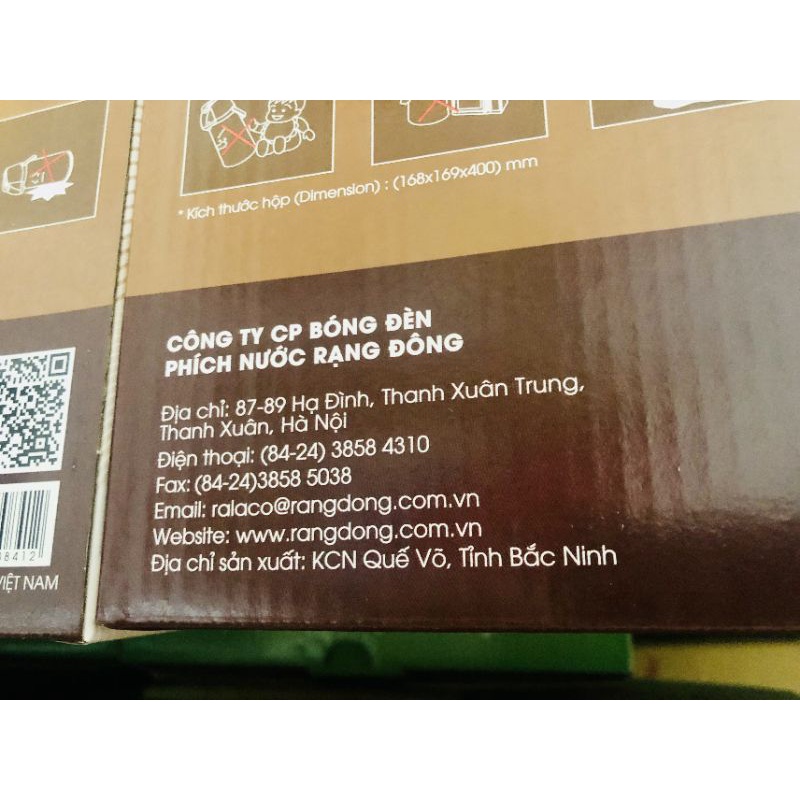 * Kích thước hộp (Dimension) : (168x169x400) mm
CÔNG TY CP BÓNG ĐÈN
PHÍCH NƯỚC RẠNG ĐÔNG
Địa chỉ: 87-89 Hạ Đình, Thanh Xuân Trung,
Thanh Xuân, Hà Nội
Điện thoại: (84-24) 3858 4310
Fax: (84-24)3858 5038
Email: ralaco@rangdong.com.vn
Website: www.rangdong.com.vn
Địa chỉ sản xuất: KCN Quế Võ, Tỉnh Bắc Ninh
8412
VIỆT NAM